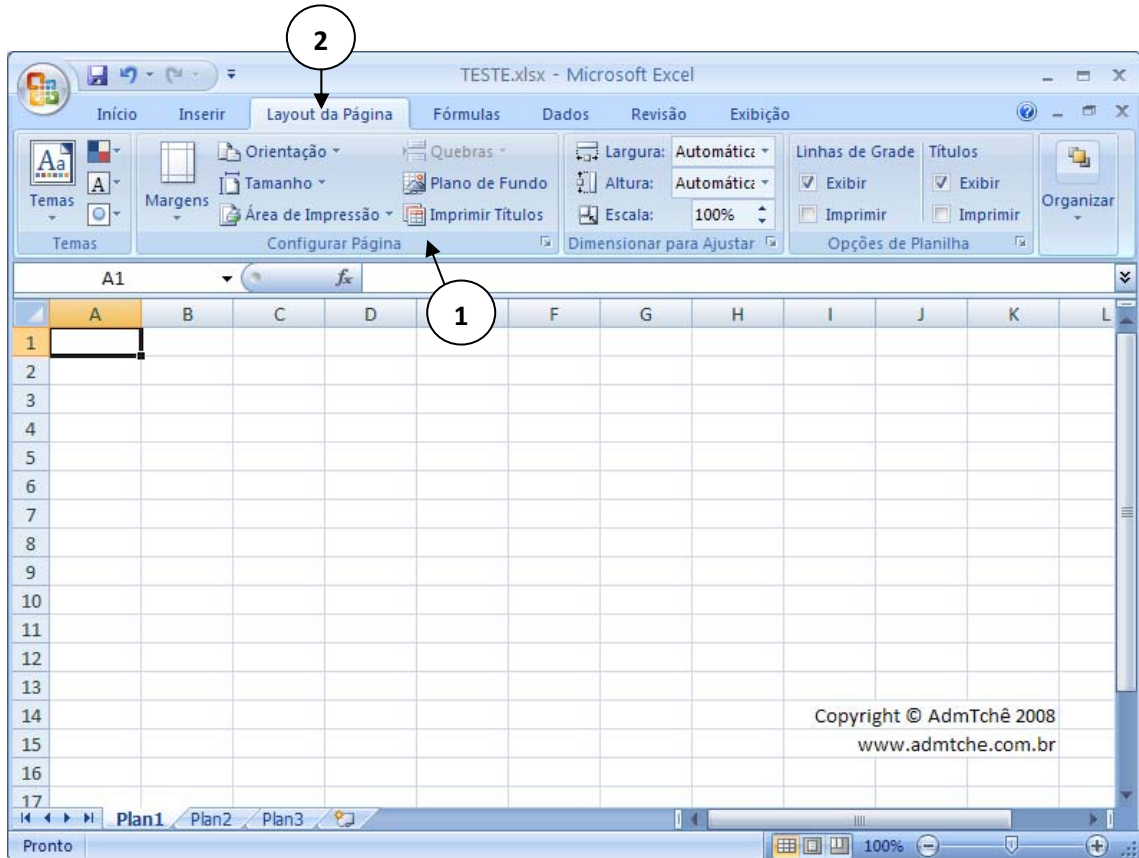 2
TESTE.xlsx - Microsoft Excel
Início Inserir Layout da Página Fórmulas Dados Revisão Exibição
Aa
Temas
A
Temas
Margens
Orientação
Tamanho
Área de Impressão
Quebras
Plano de Fundo
Imprimir Títulos
Configurar Página
Largura: Automática
Altura: Automática
Escala: 100%
Dimensionar para Ajustar
Linhas de Grade
Exibir
Imprimir
Títulos
Exibir
Imprimir
Opções de Planilha
Organizar
A1
fx
1
A B C D F G H I J K L
1
2
3
4
5
6
7
8
9
10
11
12
13
14 Copyright © AdmTchê 2008
15 www.admtche.com.br
16
17
Plan1 Plan2 Plan3
Pronto 100%